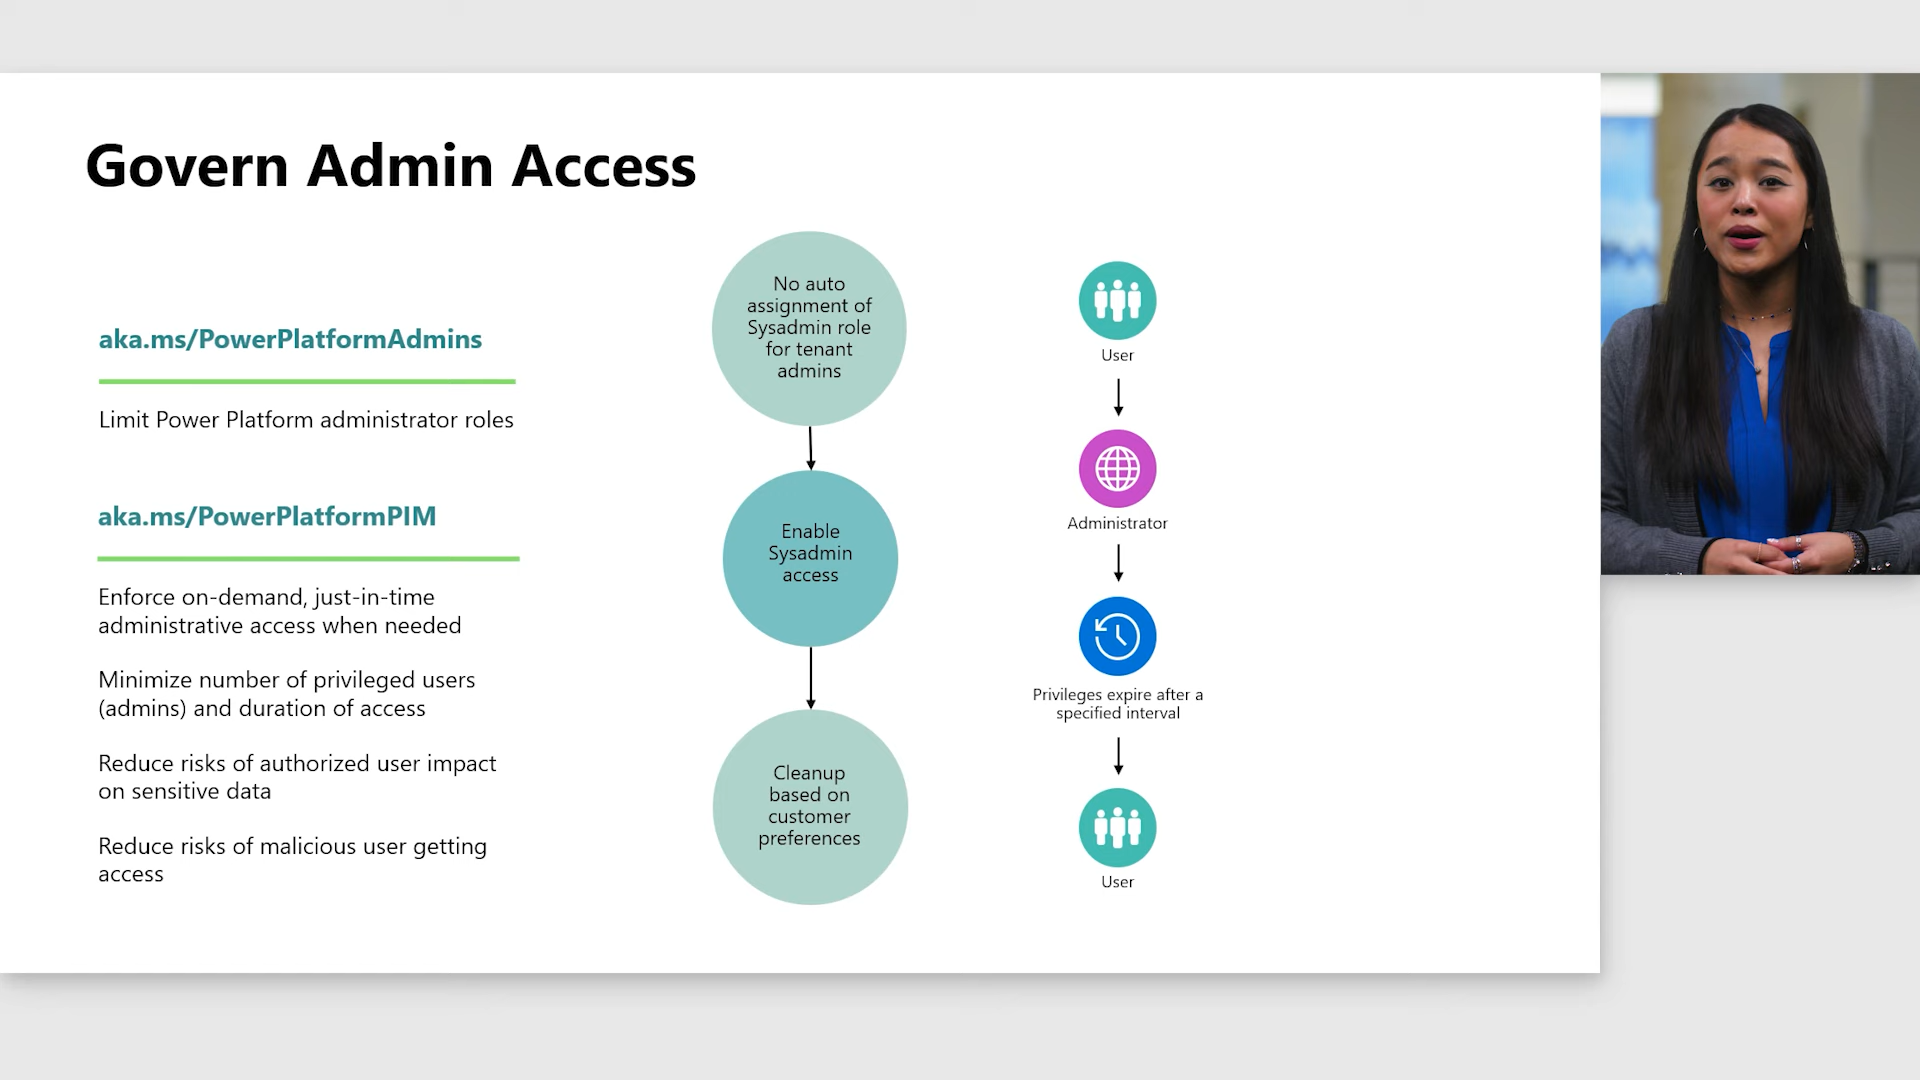 Govern Admin Access
aka.ms/PowerPlatformAdmins
Limit Power Platform administrator roles
aka.ms/PowerPlatformPIM
Enforce on-demand, just-in-time
administrative access when needed
Minimize number of privileged users
(admins) and duration of access
Reduce risks of authorized user impact
on sensitive data
Reduce risks of malicious user getting
access
No auto
assignment of
Sysadmin role
for tenant
admins
Enable
Sysadmin
access
Cleanup
based on
customer
preferences
User
Administrator
Privileges expire after a
specified interval
User